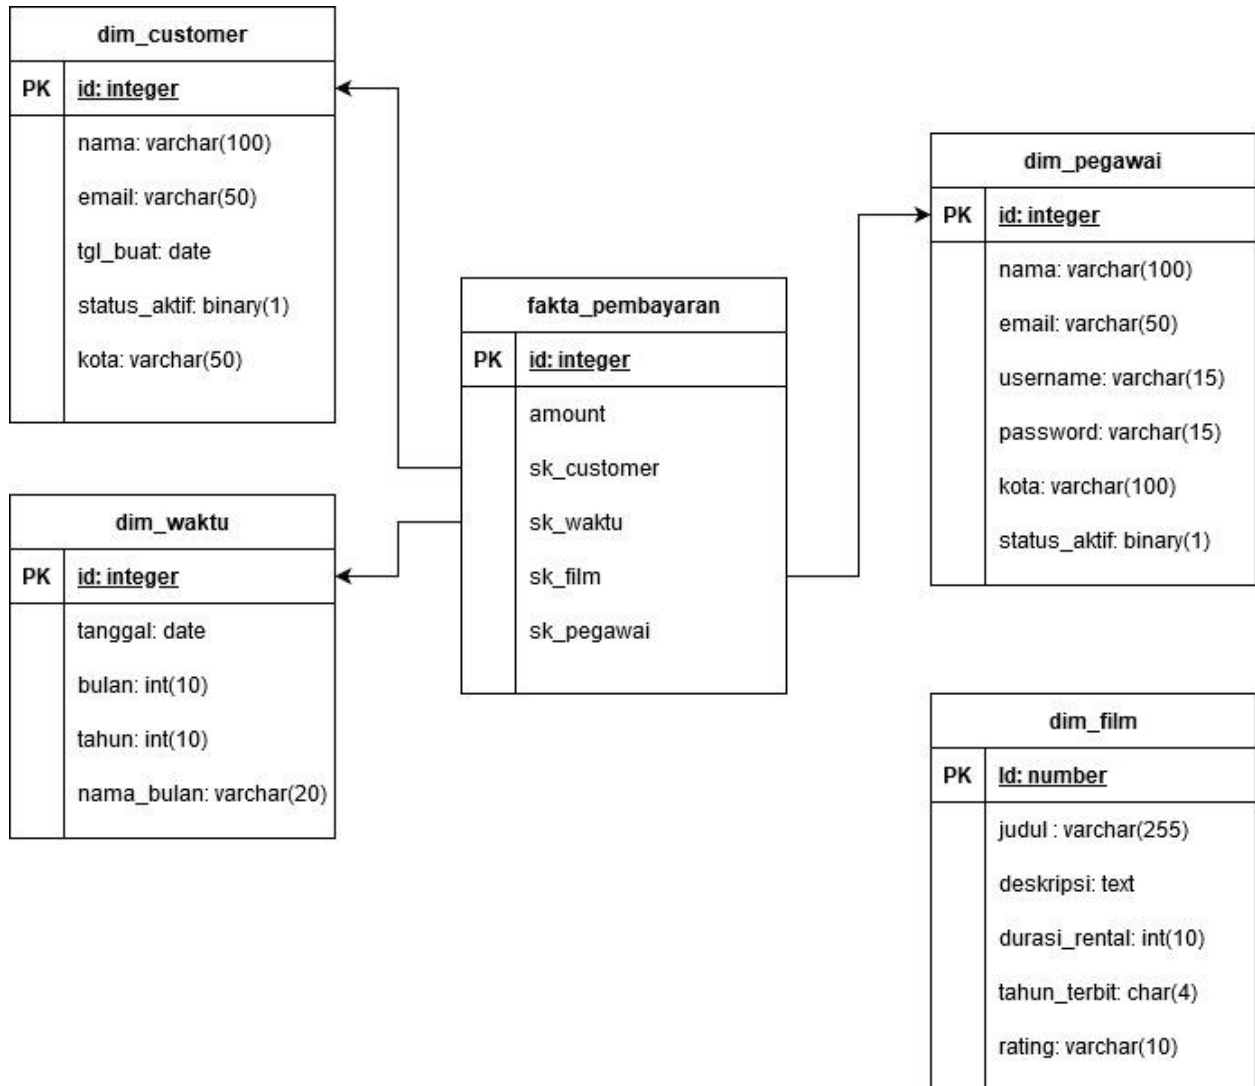 dim_customer
PK id: integer
nama: varchar(100)
email: varchar(50)
tgl_buat: date
status_aktif: binary(1)
kota: varchar(50)
dim_waktu
PK id: integer
tanggal: date
bulan: int(10)
tahun: int(10)
nama_bulan: varchar(20)
fakta_pembayaran
PK id: integer
amount
sk_customer
sk_waktu
sk_film
sk_pegawai
dim_pegawai
PK id: integer
nama: varchar(100)
email: varchar(50)
username: varchar(15)
password: varchar(15)
kota: varchar(100)
status_aktif: binary(1)
dim_film
PK Id: number
judul : varchar(255)
deskripsi: text
durasi_rental: int(10)
tahun_terbit: char(4)
rating: varchar(10)